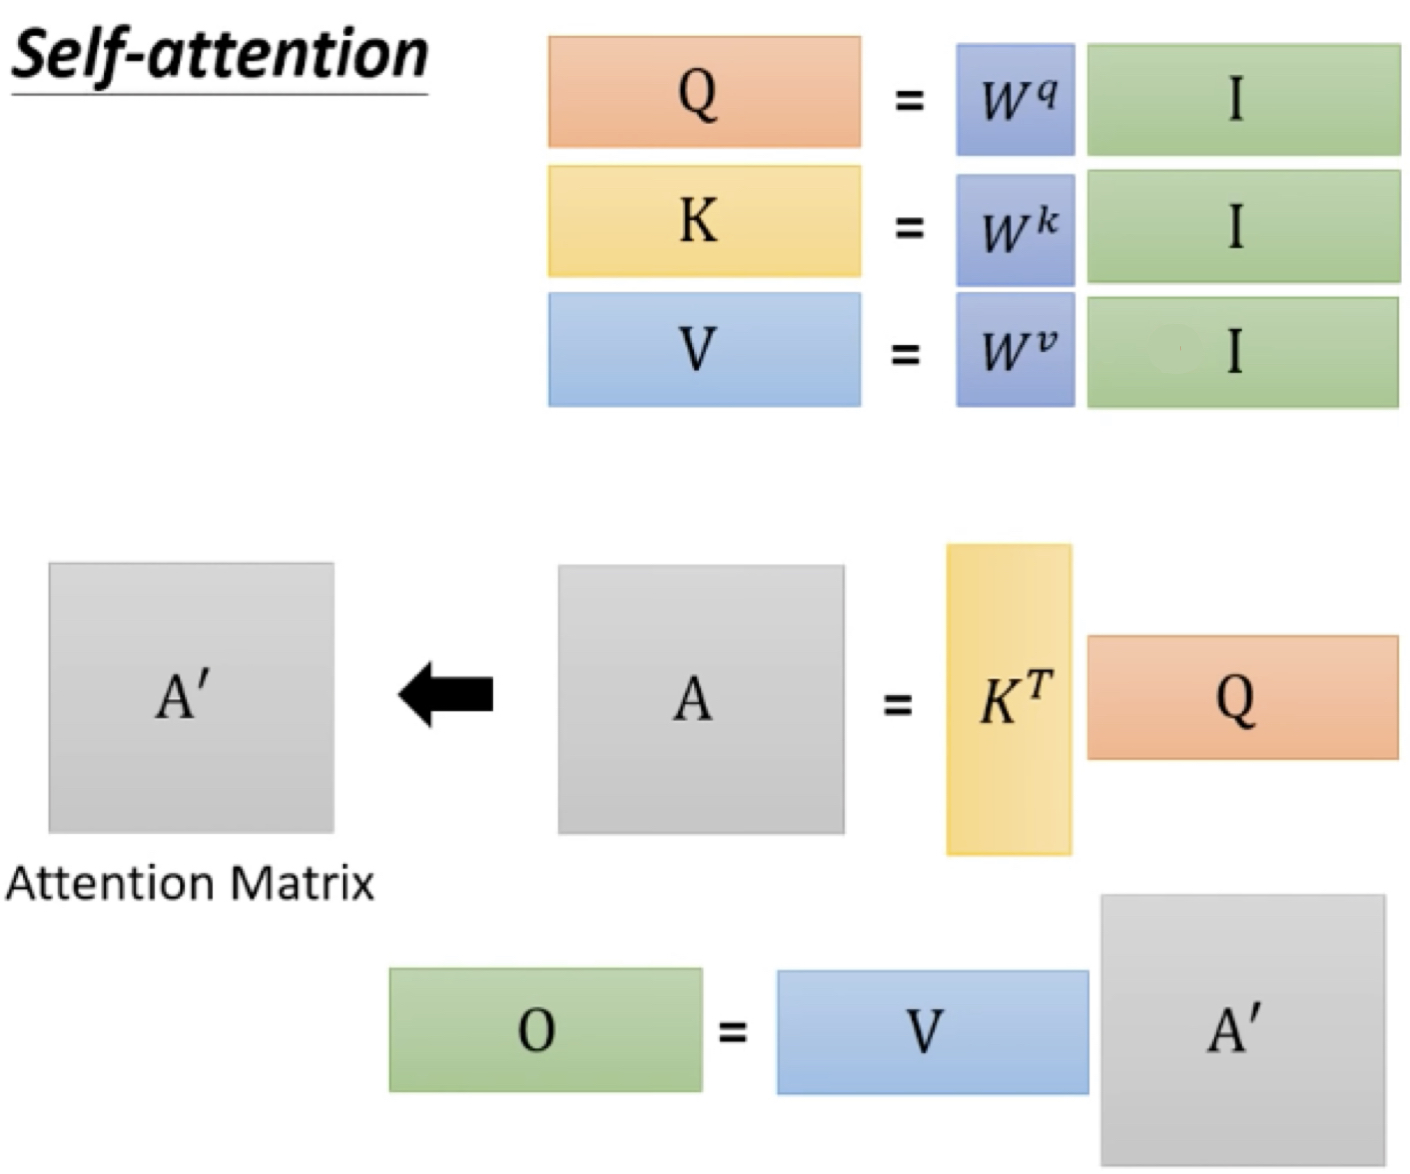 Self-attention
Q = W^q I
K = W^k I
V = W^v I
A′ A = K^T Q
Attention Matrix
O = V A′